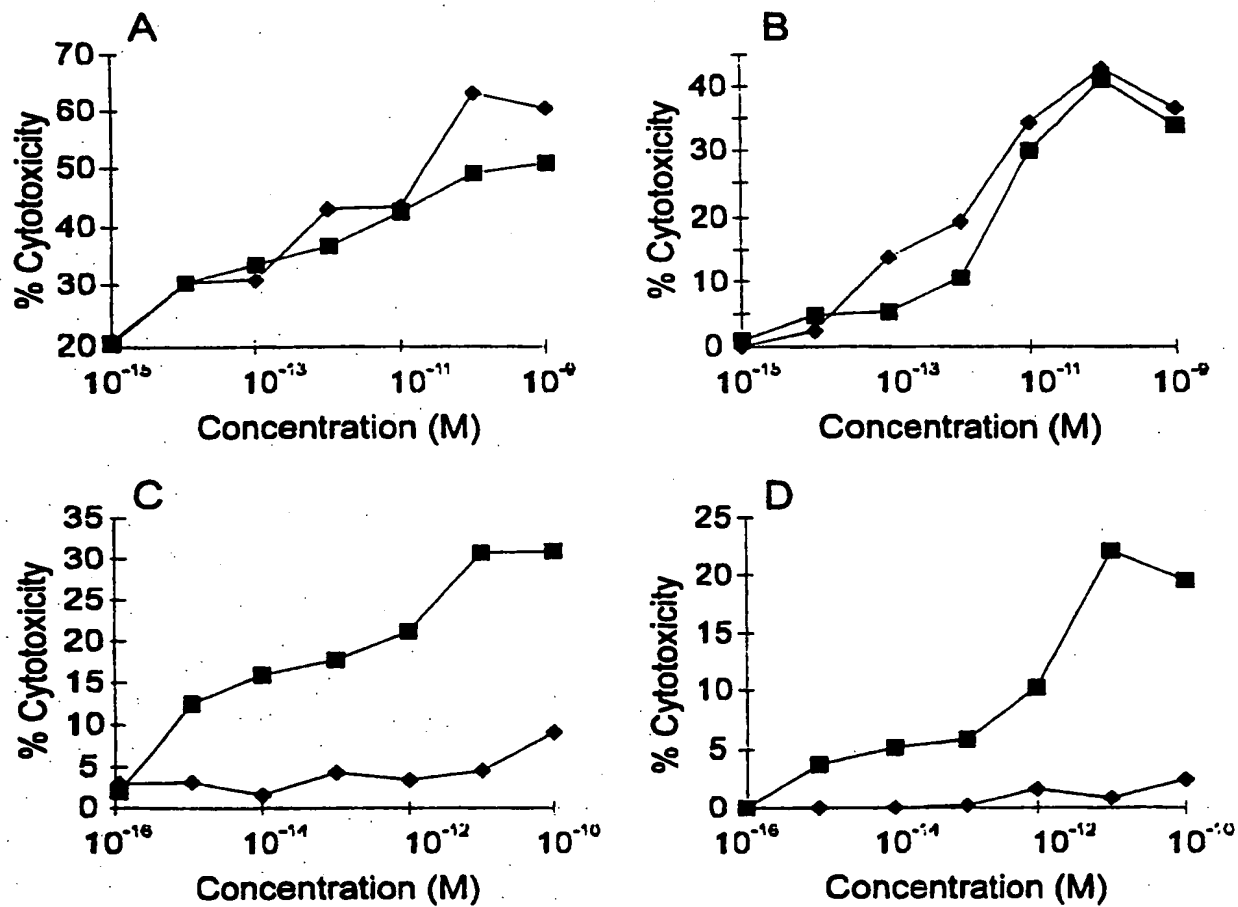 A
% Cytotoxicity
70
60
50
40
30
20
10⁻¹⁵ 10⁻¹³ 10⁻¹¹ 10⁻⁹
Concentration (M)
B
% Cytotoxicity
40
30
20
10
0
10⁻¹⁵ 10⁻¹³ 10⁻¹¹ 10⁻⁹
Concentration (M)
C
% Cytotoxicity
35
30
25
20
15
10
5
0
10⁻¹⁶ 10⁻¹⁴ 10⁻¹² 10⁻¹⁰
Concentration (M)
D
% Cytotoxicity
25
20
15
10
5
0
10⁻¹⁶ 10⁻¹⁴ 10⁻¹² 10⁻¹⁰
Concentration (M)